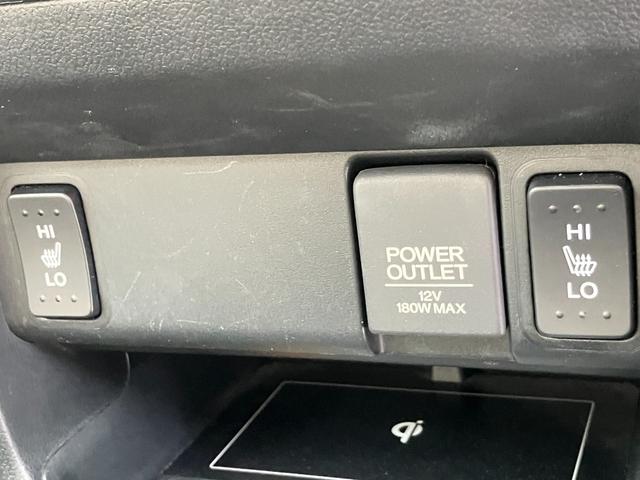 HI
LO
POWER
OUTLET
12V
180W MAX
HI
LO